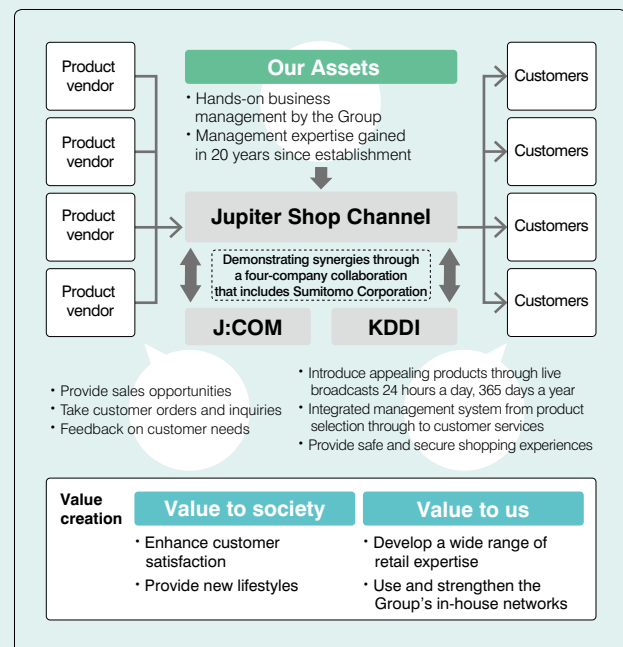 Product
vendor
Product
vendor
Product
vendor
Product
vendor
Our Assets
・Hands-on business
management by the Group
・Management expertise gained
in 20 years since establishment
Jupiter Shop Channel
Demonstrating synergies through
a four-company collaboration
that includes Sumitomo Corporation
J:COM
KDDI
Customers
Customers
Customers
Customers
・Provide sales opportunities
・Take customer orders and inquiries
・Feedback on customer needs
・Introduce appealing products through live
broadcasts 24 hours a day, 365 days a year
・Integrated management system from product
selection through to customer services
・Provide safe and secure shopping experiences
Value
creation
Value to society
・Enhance customer
satisfaction
・Provide new lifestyles
Value to us
・Develop a wide range of
retail expertise
・Use and strengthen the
Group's in-house networks